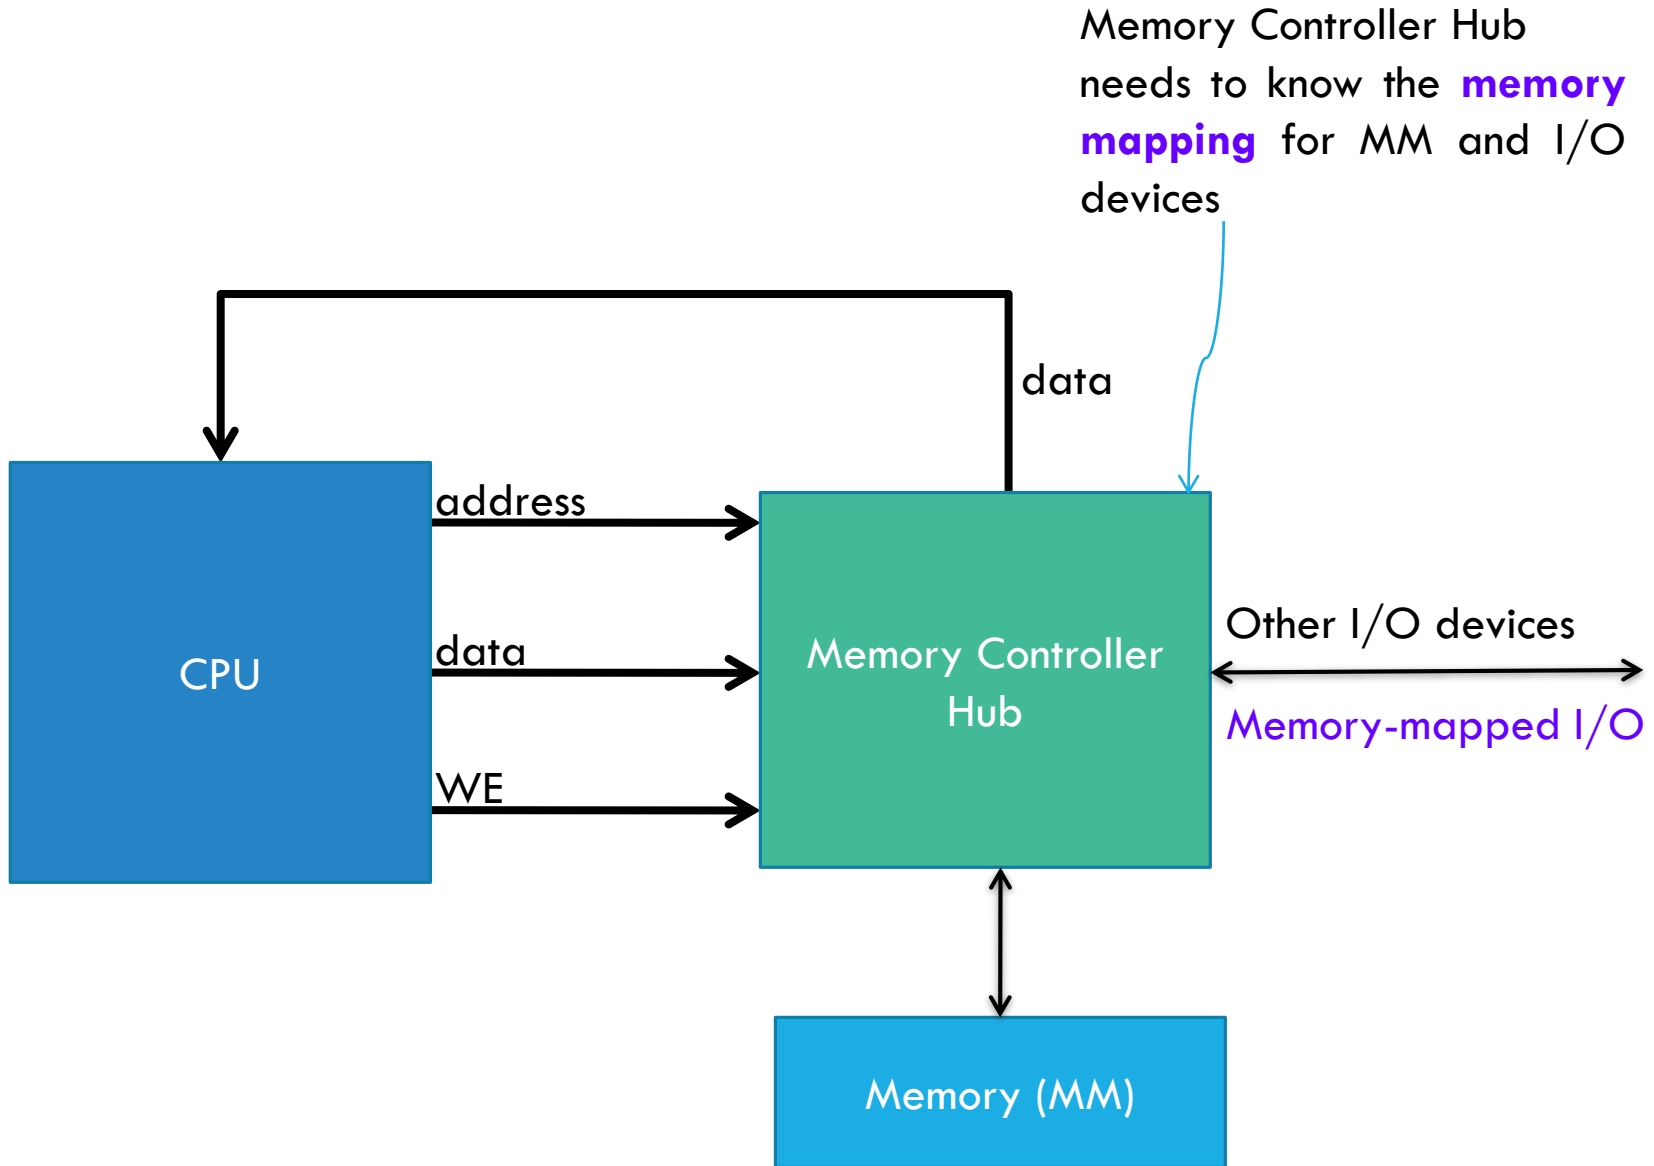 Memory Controller Hub
needs to know the memory
mapping for MM and I/O
devices
data
address
CPU
data
WE
Memory Controller
Hub
Other I/O devices
Memory-mapped I/O
Memory (MM)